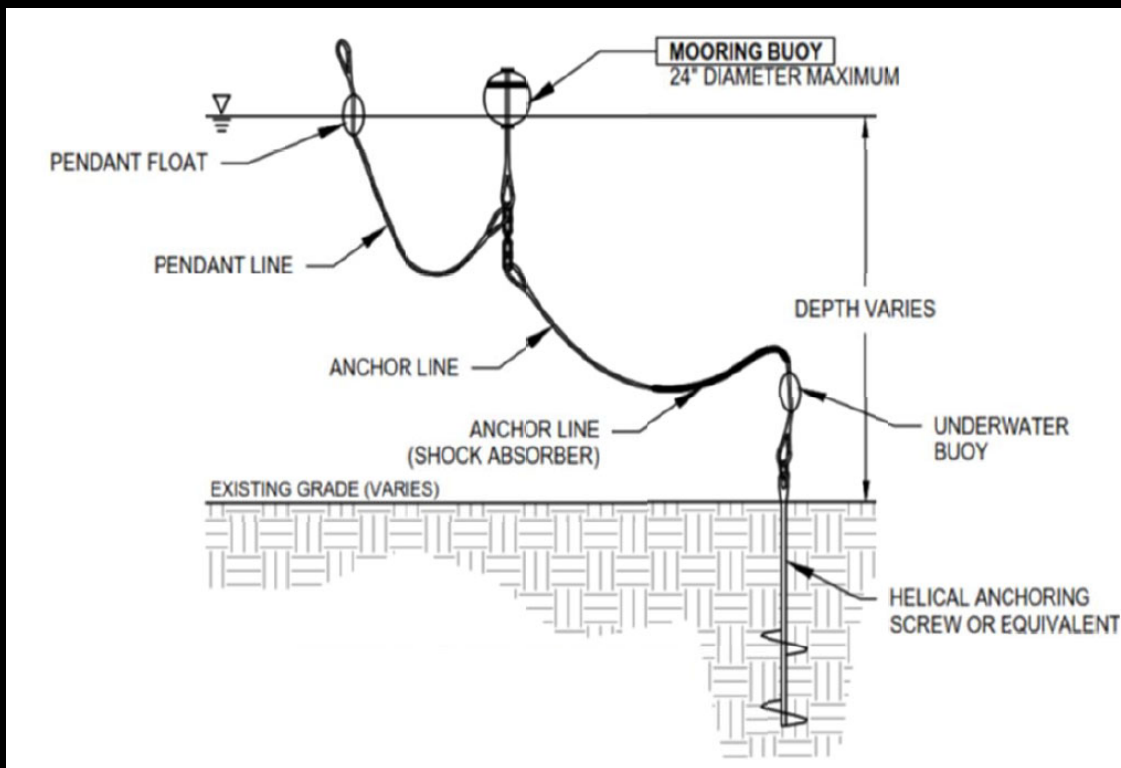 MOORING BUOY
24" DIAMETER MAXIMUM
PENDANT FLOAT
PENDANT LINE
DEPTH VARIES
ANCHOR LINE
ANCHOR LINE
(SHOCK ABSORBER)
UNDERWATER
BUOY
EXISTING GRADE (VARIES)
HELICAL ANCHORING
SCREW OR EQUIVALENT